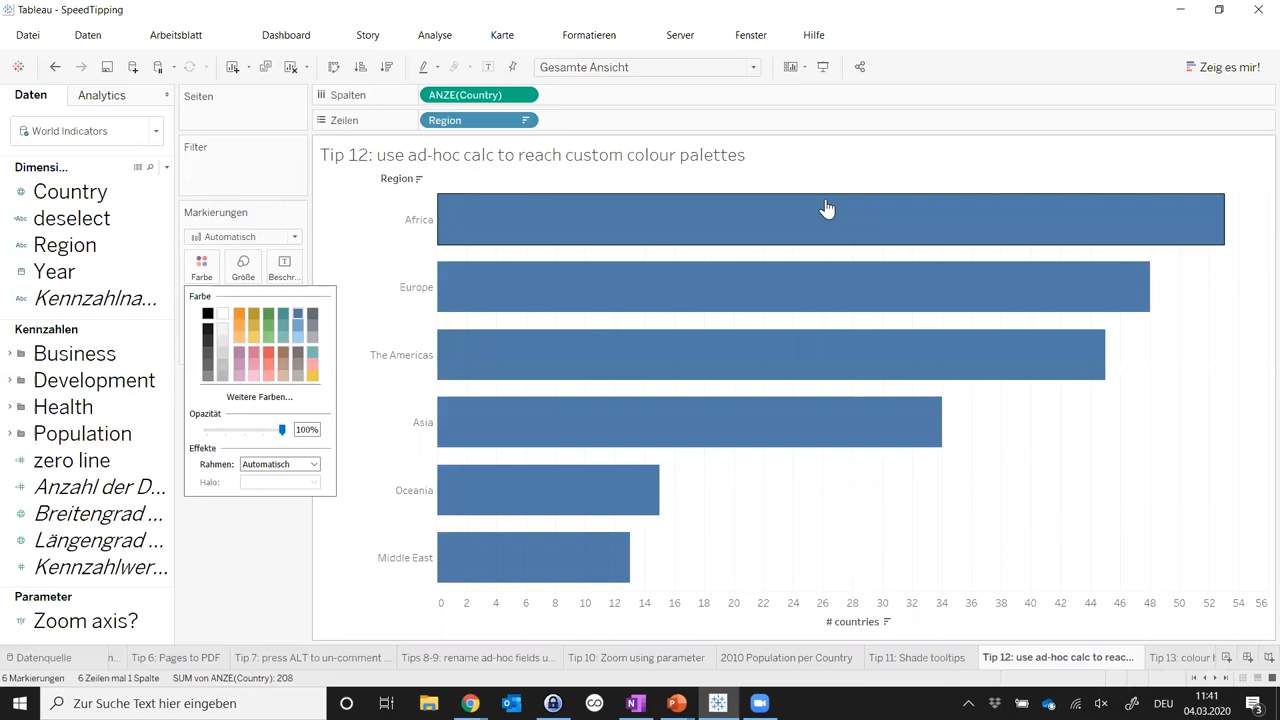 Tableau - SpeedTipping
Datei Daten Arbeitsblatt Dashboard Story Analyse Karte Formatieren Server Fenster Hilfe
Gesamte Ansicht Zeig es mir!
Daten Analytics Seiten Spalten ANZE(Country)
World Indicators Zeilen Region
Filter
Tip 12: use ad-hoc calc to reach custom colour palettes
Dimensi...
Region
Country
deselect
Region
Year
Kennzahlna...
Markierungen
Automatisch
Farbe Größe Beschr...
Farbe
Weitere Farben...
Opazität
100%
Effekte
Rahmen: Automatisch
Halo:
Kennzahlen
Business
Development
Health
Population
zero line
Anzahl der D...
Breitengrad ...
Längengrad ...
Kennzahlwer...
Parameter
Zoom axis?
Africa
Europe
The Americas
Asia
Oceania
Middle East
0 2 4 6 8 10 12 14 16 18 20 22 24 26 28 30 32 34 36 38 40 42 44 46 48 50 52 54 56
# countries
Datenquelle n... Tip 6: Pages to PDF Tip 7: press ALT to un-comment ... Tips 8-9: rename ad-hoc fields u... Tip 10: Zoom using parameter 2010 Population per Country Tip 11: Shade tooltips Tip 12: use ad-hoc calc to reac... Tip 13: colour
6 Markierungen 6 Zeilen mal 1 Spalte SUM von ANZE(Country): 208
Zur Suche Text hier eingeben
DEU
11:41
04.03.2020
3